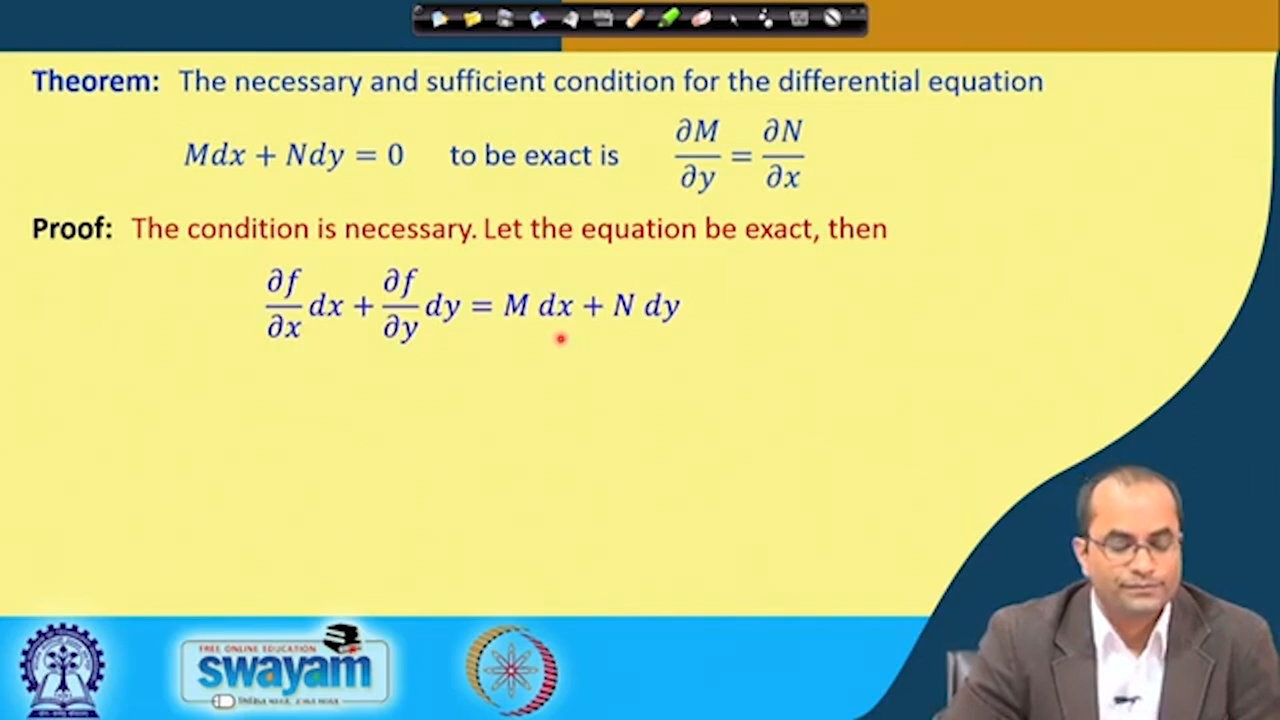 Theorem: The necessary and sufficient condition for the differential equation
Mdx + Ndy = 0 to be exact is ∂M/∂y = ∂N/∂x
Proof: The condition is necessary. Let the equation be exact, then
∂f/∂x dx + ∂f/∂y dy = M dx + N dy
FREE ONLINE EDUCATION
swayam